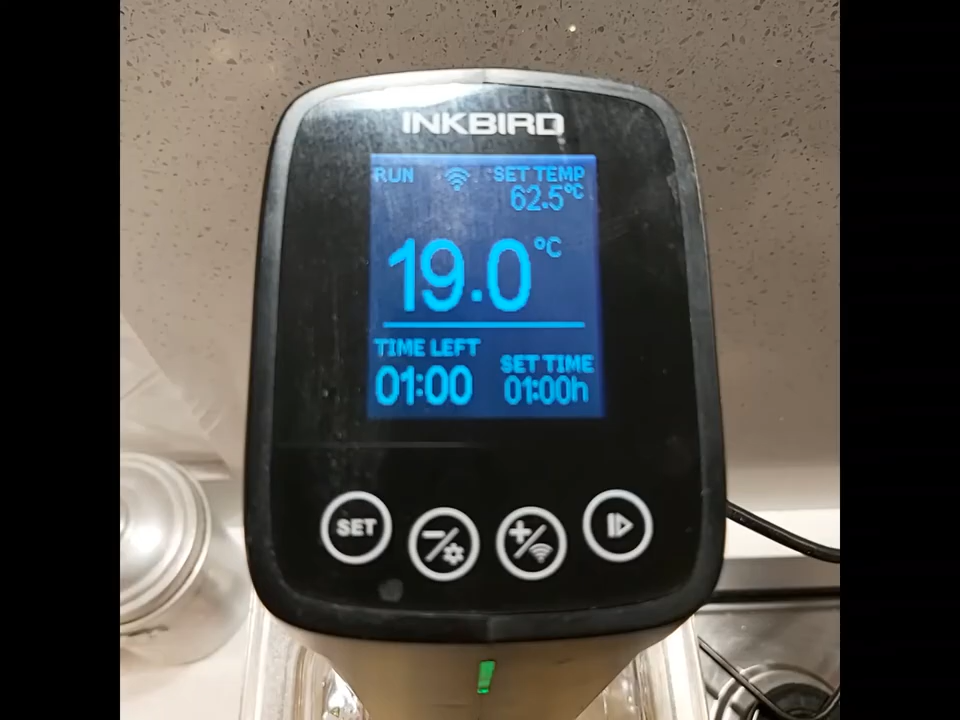 INKBIRD
RUN
SET TEMP
62.5°C
19.0 °C
TIME LEFT
01:00
SET TIME
01:00h
SET